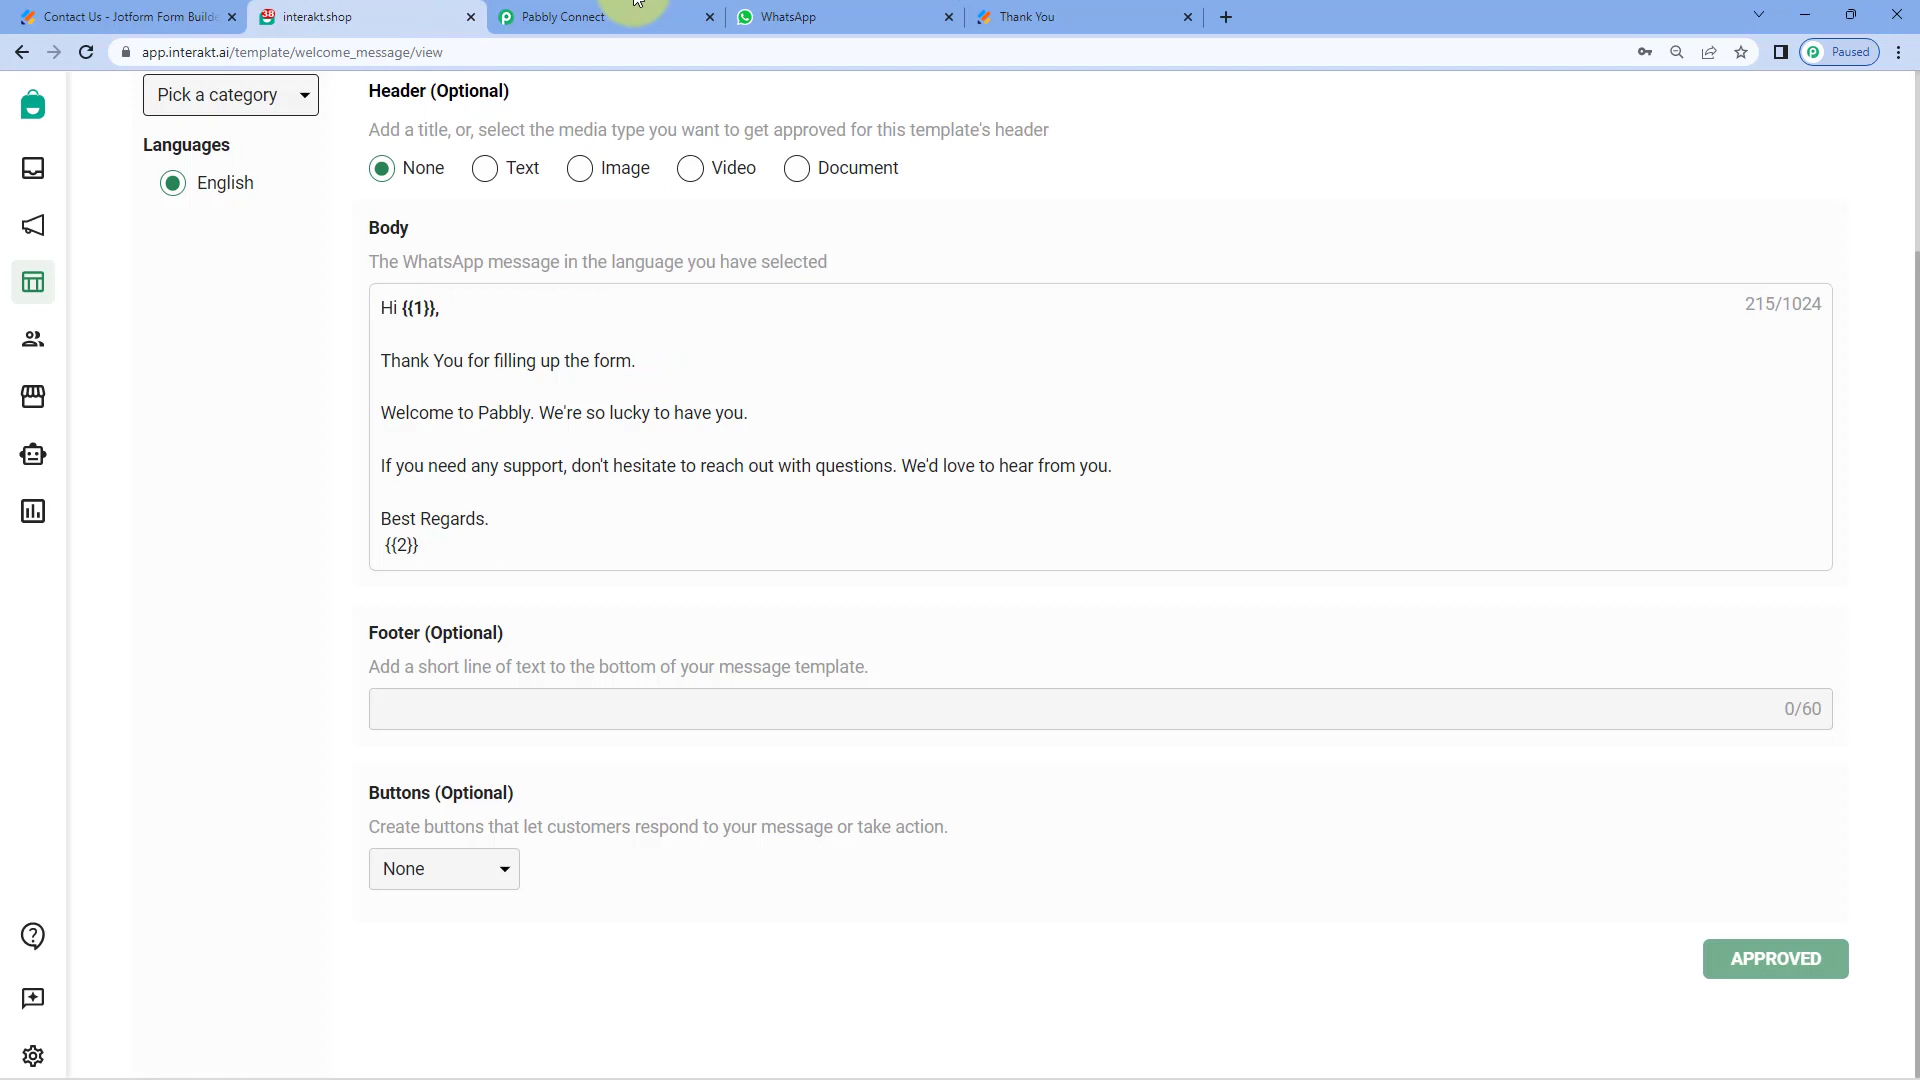 Contact Us - Jotform Form Builde
interakt.shop
Pabbly Connect
WhatsApp
Thank You
app.interakt.ai/template/welcome_message/view
Paused
38
Pick a category
Languages
English
Header (Optional)
Add a title, or, select the media type you want to get approved for this template's header
None
Text
Image
Video
Document
Body
The WhatsApp message in the language you have selected
Hi {{1}},
215/1024
Thank You for filling up the form.
Welcome to Pabbly. We're so lucky to have you.
If you need any support, don't hesitate to reach out with questions. We'd love to hear from you.
Best Regards.
{{2}}
Footer (Optional)
Add a short line of text to the bottom of your message template.
0/60
Buttons (Optional)
Create buttons that let customers respond to your message or take action.
None
APPROVED